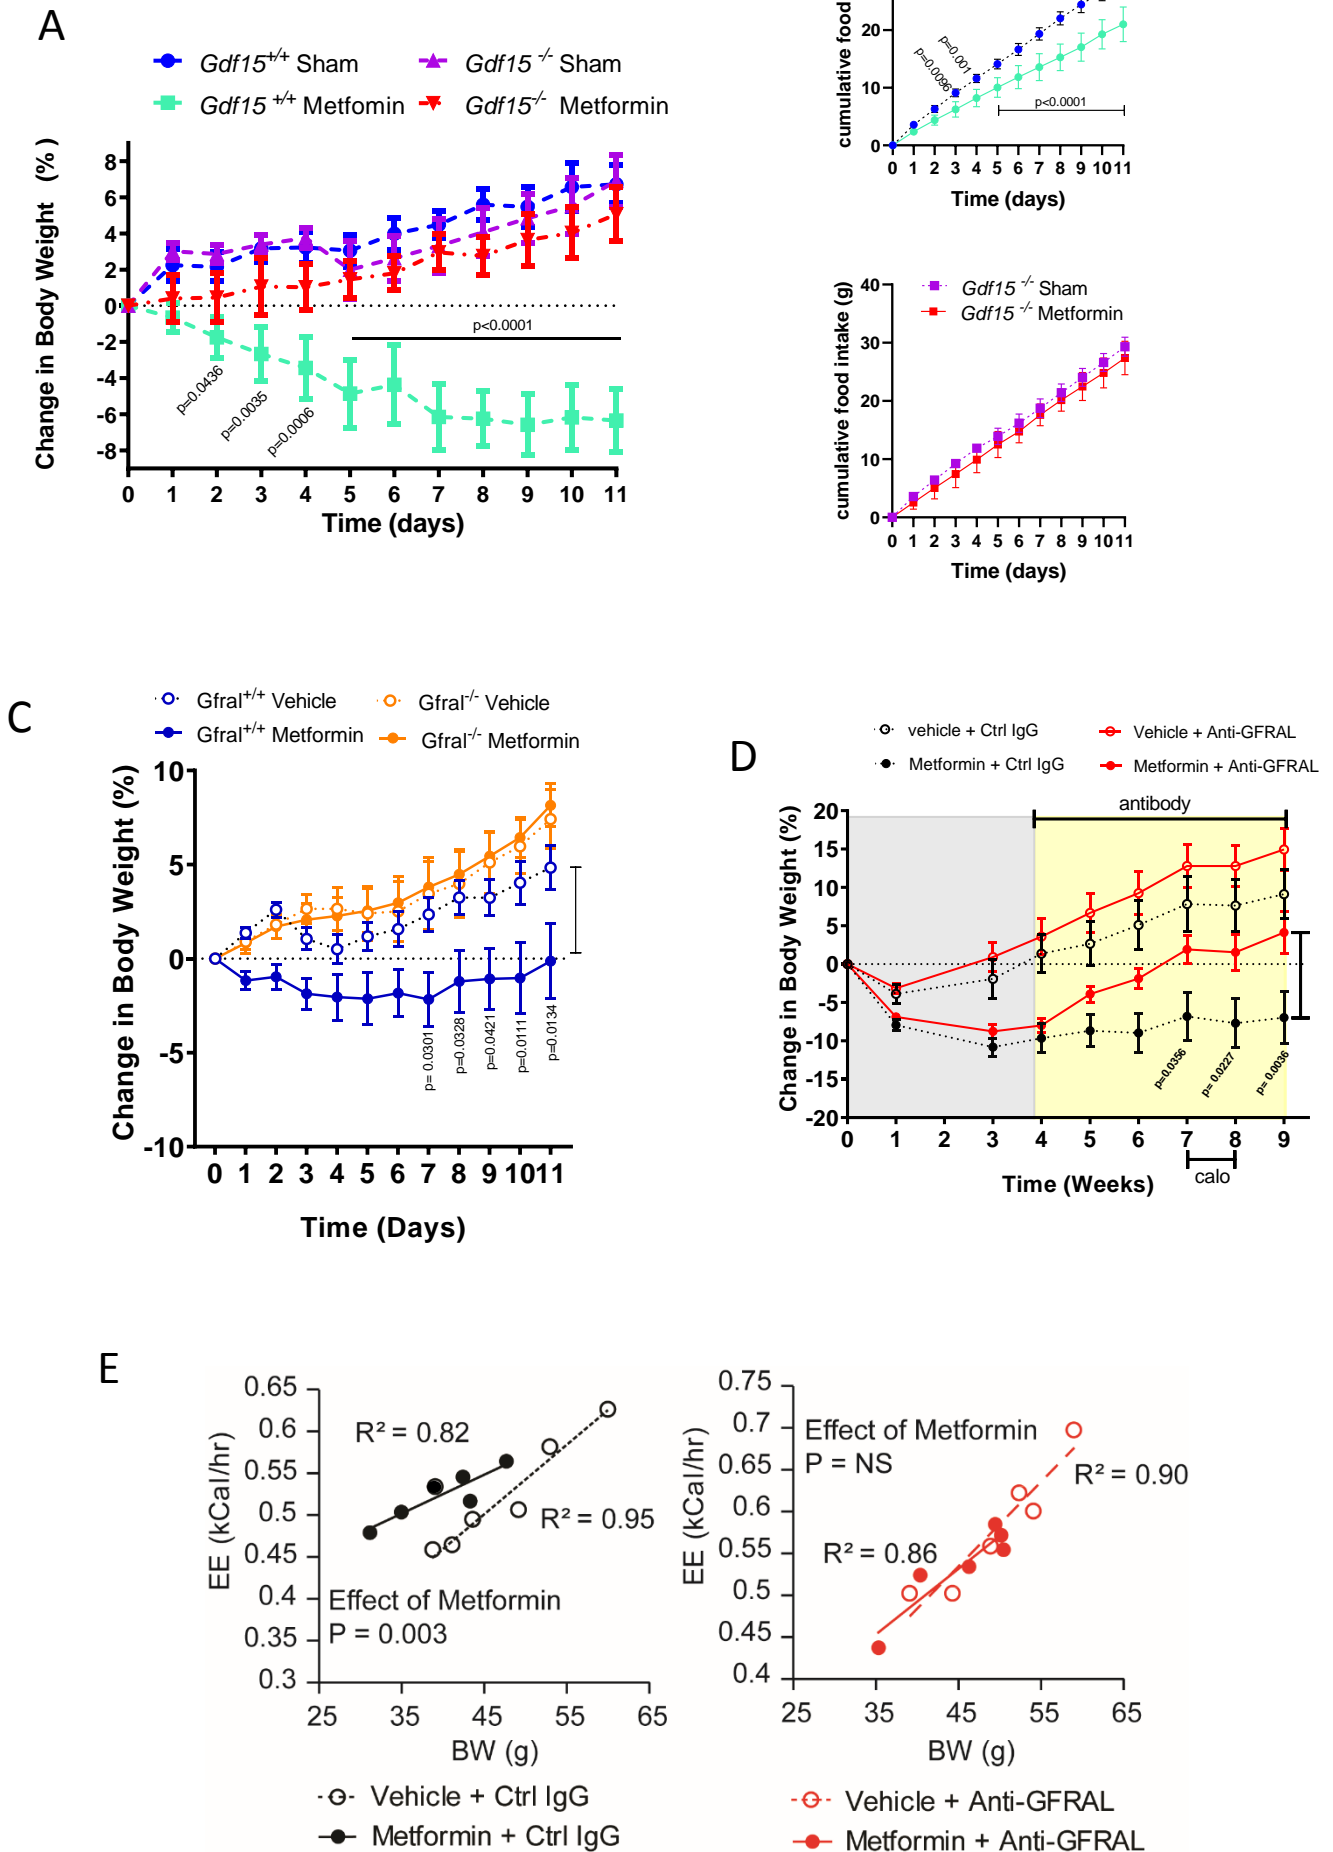 A
Gdf15+/+ Sham
Gdf15 -/- Sham
Gdf15 +/+ Metfomin
Gdf15-/- Metformin
Change in Body Weight (%)
8
6
4
2
0
-2
-4
-6
-8
p=0.0436
p=0.0035
p=0.0006
p<0.0001
0 1 2 3 4 5 6 7 8 9 10 11
Time (days)
cumulative food
20
10
0
p=0.0096
p=0.001
p<0.0001
0 1 2 3 4 5 6 7 8 9 10 11
Time (days)
Gdf15 -/- Sham
Gdf15 -/- Metformin
cumulative food intake (g)
40
30
20
10
0
0 1 2 3 4 5 6 7 8 9 10 11
Time (days)
C
Gfral+/+ Vehicle
Gfral-/- Vehicle
Gfral+/+ Metformin
Gfral-/- Metformin
Change in Body Weight (%)
10
5
0
-5
-10
p= 0.0301
p=0.0328
p=0.0421
p=0.0111
p=0.0134
0 1 2 3 4 5 6 7 8 9 10 11
Time (Days)
D
vehicle + Ctrl IgG
Vehicle + Anti-GFRAL
Metformin + Ctrl IgG
Metformin + Anti-GFRAL
antibody
Change in Body Weight (%)
20
15
10
5
0
-5
-10
-15
-20
p=0.0356
p= 0.0227
p= 0.0036
0 1 2 3 4 5 6 7 8 9
calo
Time (Weeks)
E
EE (kCal/hr)
0.65
0.6
0.55
0.5
0.45
0.4
0.35
0.3
R² = 0.82
R² = 0.95
Effect of Metformin
P = 0.003
25 35 45 55 65
BW (g)
Vehicle + Ctrl IgG
Metformin + Ctrl IgG
EE (kCal/hr)
0.75
0.7
0.65
0.6
0.55
0.5
0.45
0.4
Effect of Metformin
P = NS
R² = 0.90
R² = 0.86
25 35 45 55 65
BW (g)
Vehicle + Anti-GFRAL
Metformin + Anti-GFRAL